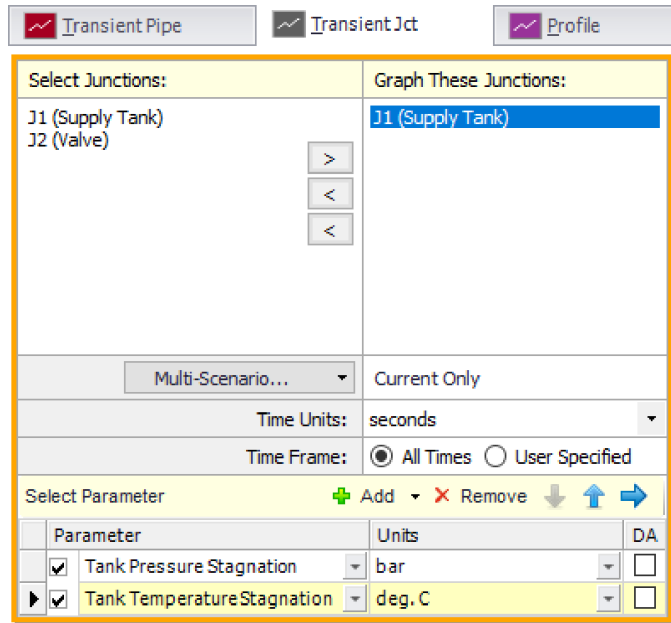 Transient Pipe
Transient Jct
Profile
Select Junctions:
Graph These Junctions:
J1 (Supply Tank)
J2 (Valve)
J1 (Supply Tank)
>
<
<
Multi-Scenario...
Current Only
Time Units:
seconds
Time Frame:
All Times
User Specified
Select Parameter
Add
Remove
Parameter
Units
DA
Tank Pressure Stagnation
bar
Tank Temperature Stagnation
deg. C